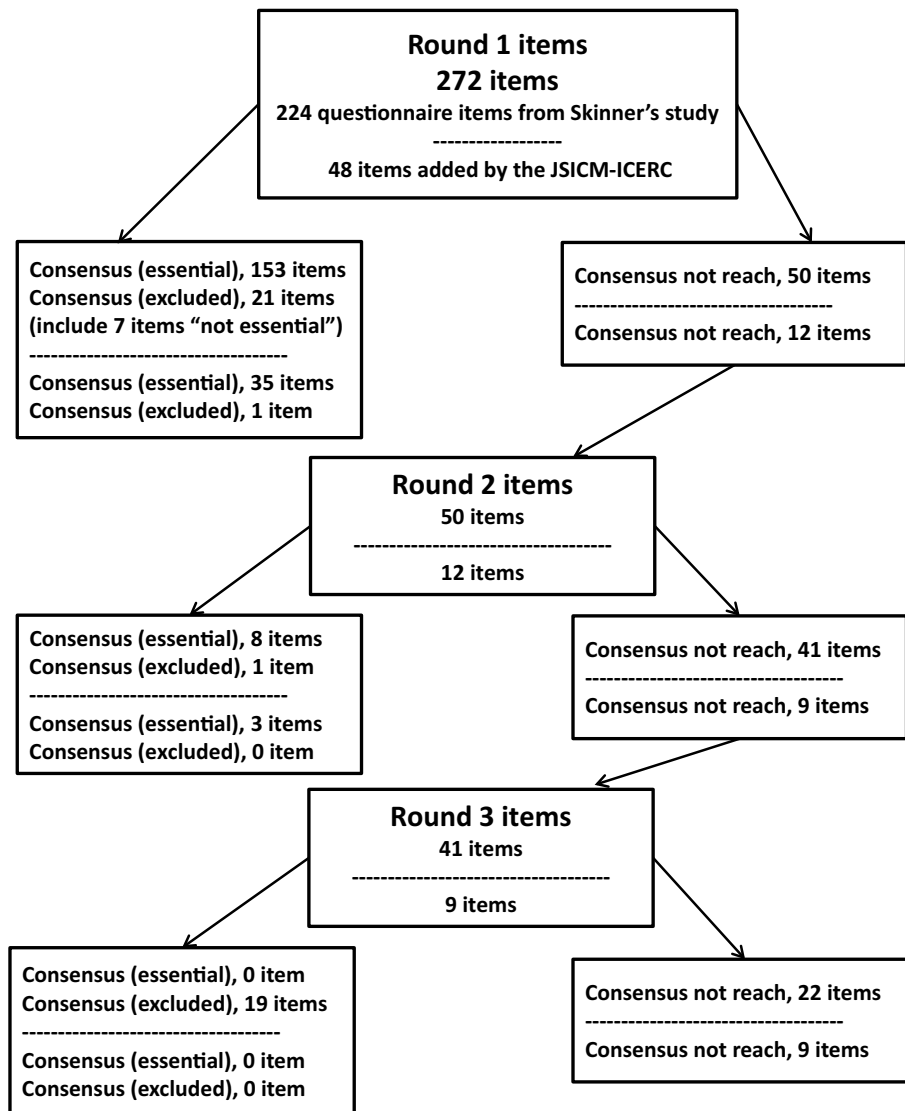 Round 1 items
272 items
224 questionnaire items from Skinner’s study
------------------
48 items added by the JSICM-ICERC
Consensus (essential), 153 items
Consensus (excluded), 21 items
(include 7 items “not essential”)
------------------------------------
Consensus (essential), 35 items
Consensus (excluded), 1 item
Consensus not reach, 50 items
------------------------------------
Consensus not reach, 12 items
Round 2 items
50 items
------------------------------------
12 items
Consensus (essential), 8 items
Consensus (excluded), 1 item
------------------------------------
Consensus (essential), 3 items
Consensus (excluded), 0 item
Consensus not reach, 41 items
------------------------------------
Consensus not reach, 9 items
Round 3 items
41 items
------------------------------------
9 items
Consensus (essential), 0 item
Consensus (excluded), 19 items
------------------------------------
Consensus (essential), 0 item
Consensus (excluded), 0 item
Consensus not reach, 22 items
------------------------------------
Consensus not reach, 9 items